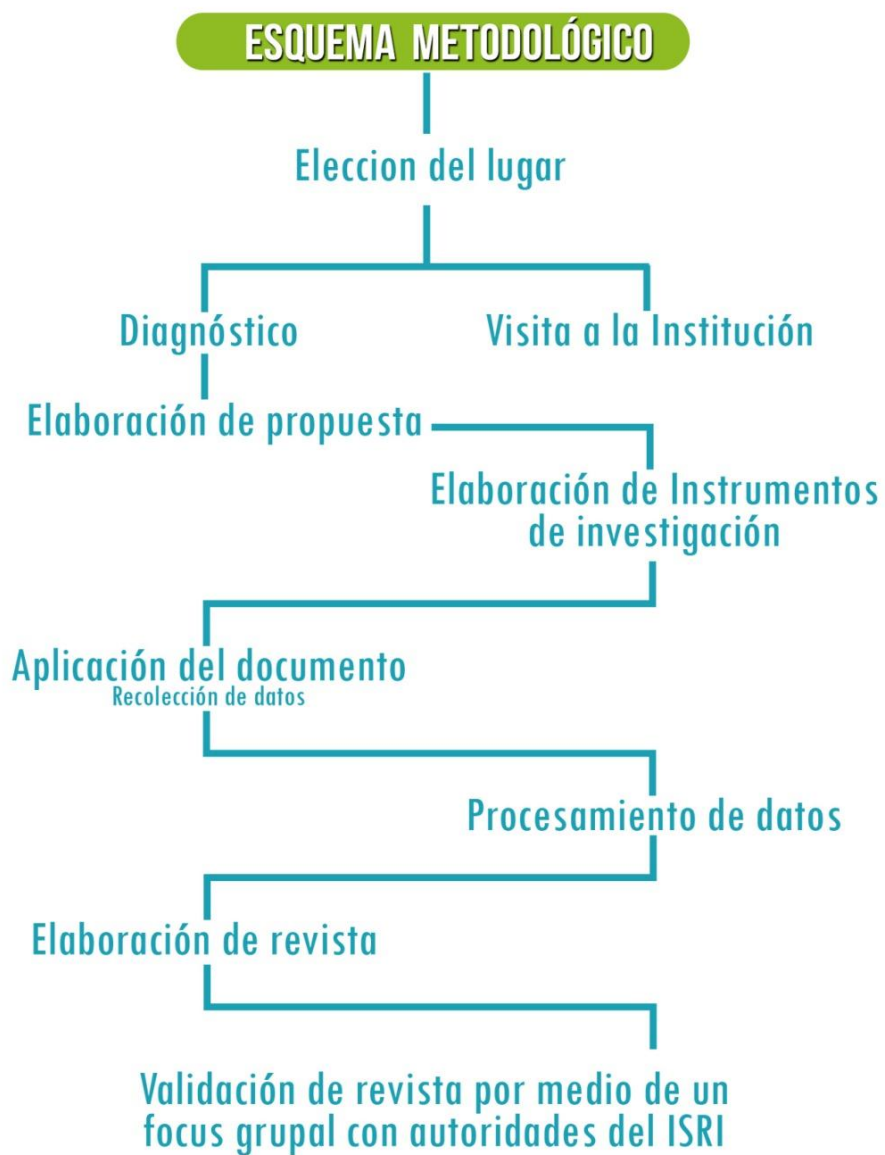 ESQUEMA METODOLÓGICO
Eleccion del lugar
Diagnóstico
Visita a la Institución
Elaboración de propuesta
Elaboración de Instrumentos
de investigación
Aplicación del documento
Recolección de datos
Procesamiento de datos
Elaboración de revista
Validación de revista por medio de un
focus grupal con autoridades del ISRI